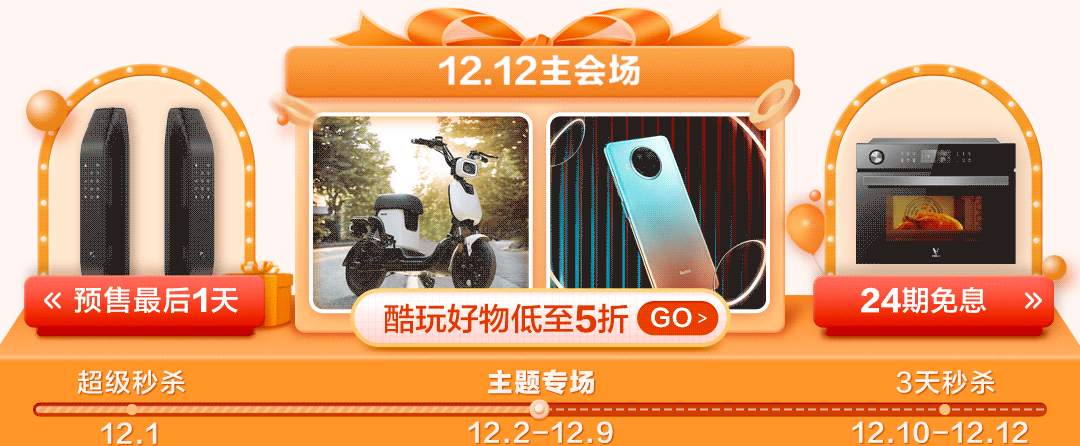 12.12主会场
« 预售最后1天
酷玩好物低至5折 GO >
24期免息 »
超级秒杀
主题专场
3天秒杀
12.1
12.2-12.9
12.10-12.12